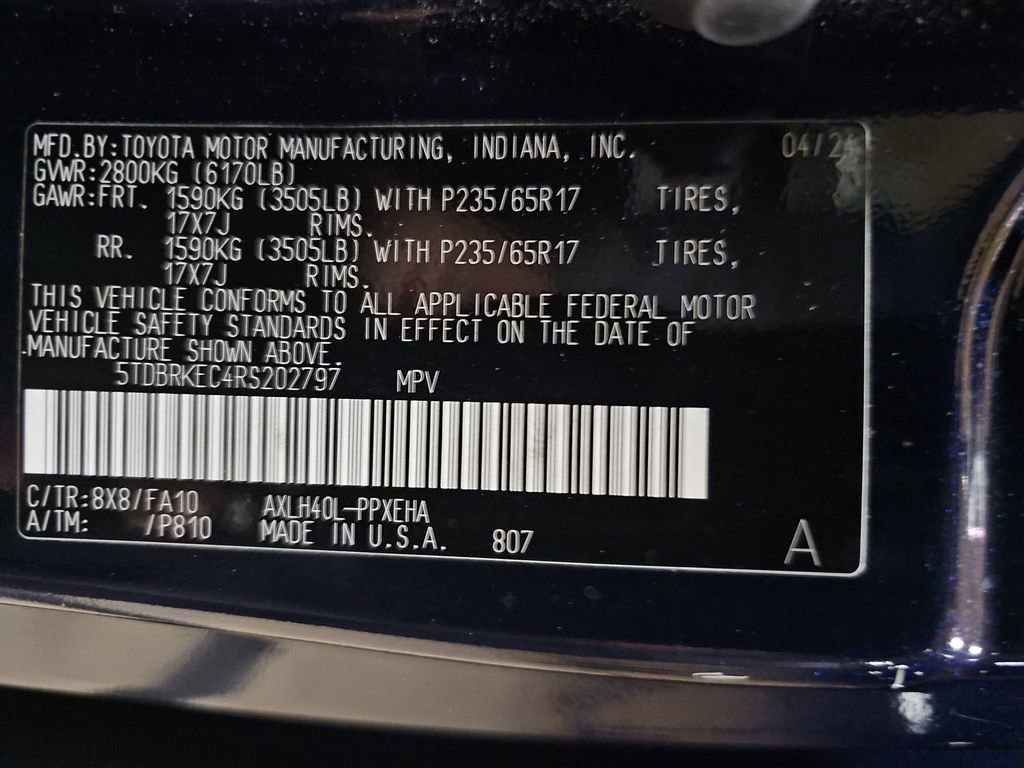 MFD.BY:TOYOTA MOTOR MANUFACTURING, INDIANA, INC. 04/24
GVWR:2800KG (6170LB)
GAWR:FRT. 1590KG (3505LB) WITH P235/65R17 TIRES,
17X7J RIMS.
RR. 1590KG (3505LB) WITH P235/65R17 TIRES,
17X7J RIMS.
THIS VEHICLE CONFORMS TO ALL APPLICABLE FEDERAL MOTOR
VEHICLE SAFETY STANDARDS IN EFFECT ON THE DATE OF
MANUFACTURE SHOWN ABOVE.
5TDBRKEC4RS202797 MPV
C/TR:8X8/FA10 AXLH40L-PPXEHA
A/TM: /P810 MADE IN U.S.A. 807
A